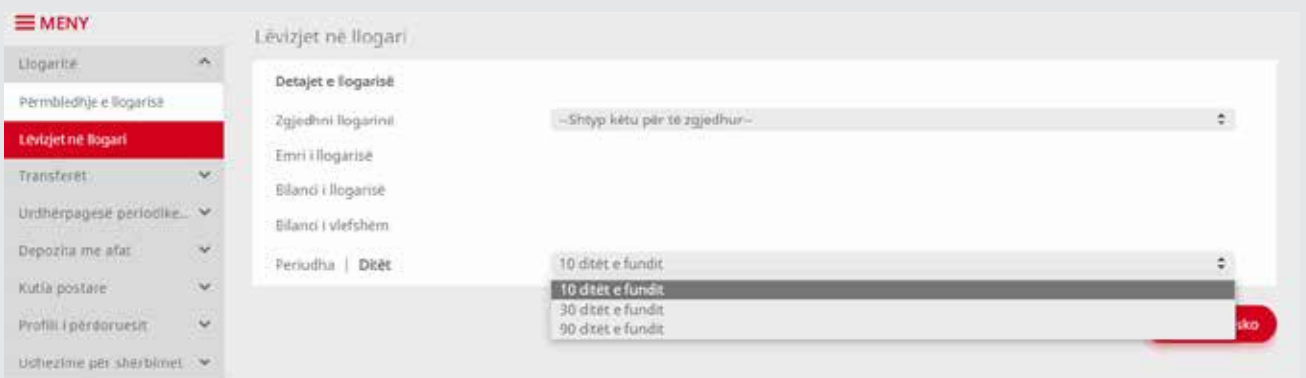 MENY
Llogaritë
Përmbledhje e llogarisë
Lëvizjet në llogari
Transferët
Urdhërpagesë periodike...
Depozita me afat
Kutia postare
Profili i përdoruesit
Udhëzime për shërbimet
Lëvizjet në llogari
Detajet e llogarisë
Zgjedhni llogarinë
--Shtyp këtu për të zgjedhur--
Emri i llogarisë
Bilanci i llogarisë
Bilanci i vlefshëm
Periudha | Ditët
10 ditët e fundit
10 ditët e fundit
30 ditët e fundit
90 ditët e fundit
sko